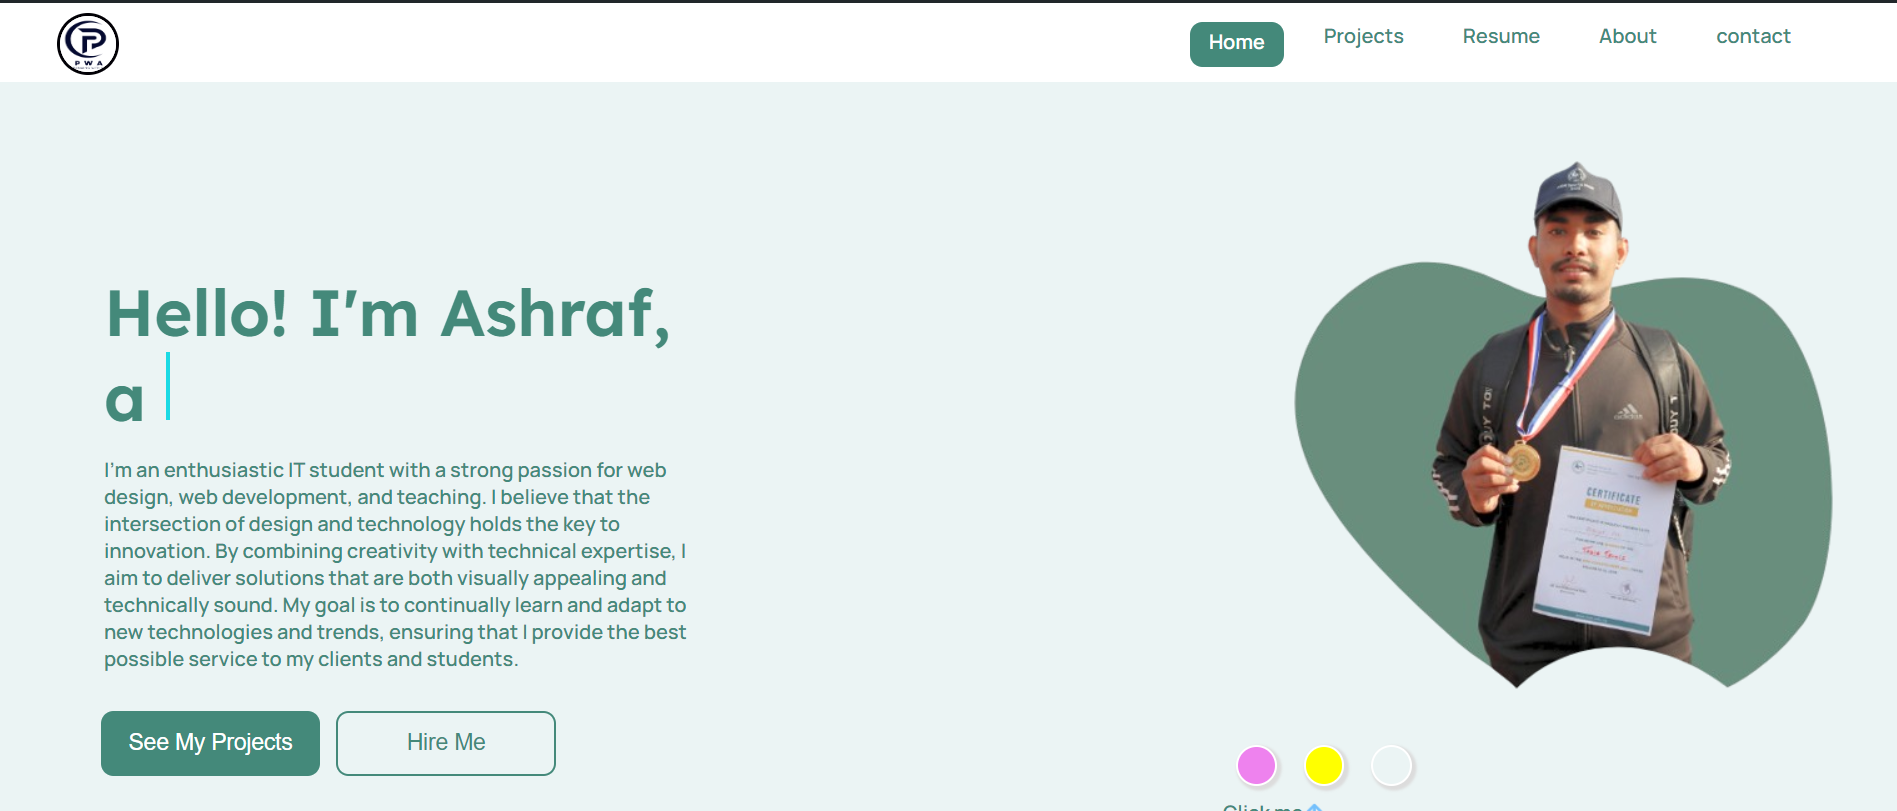 P W A
Home
Projects
Resume
About
contact
Hello! I'm Ashraf,
a
I'm an enthusiastic IT student with a strong passion for web
design, web development, and teaching. I believe that the
intersection of design and technology holds the key to
innovation. By combining creativity with technical expertise, I
aim to deliver solutions that are both visually appealing and
technically sound. My goal is to continually learn and adapt to
new technologies and trends, ensuring that I provide the best
possible service to my clients and students.
See My Projects
Hire Me
adidas
CERTIFICATE
Click me